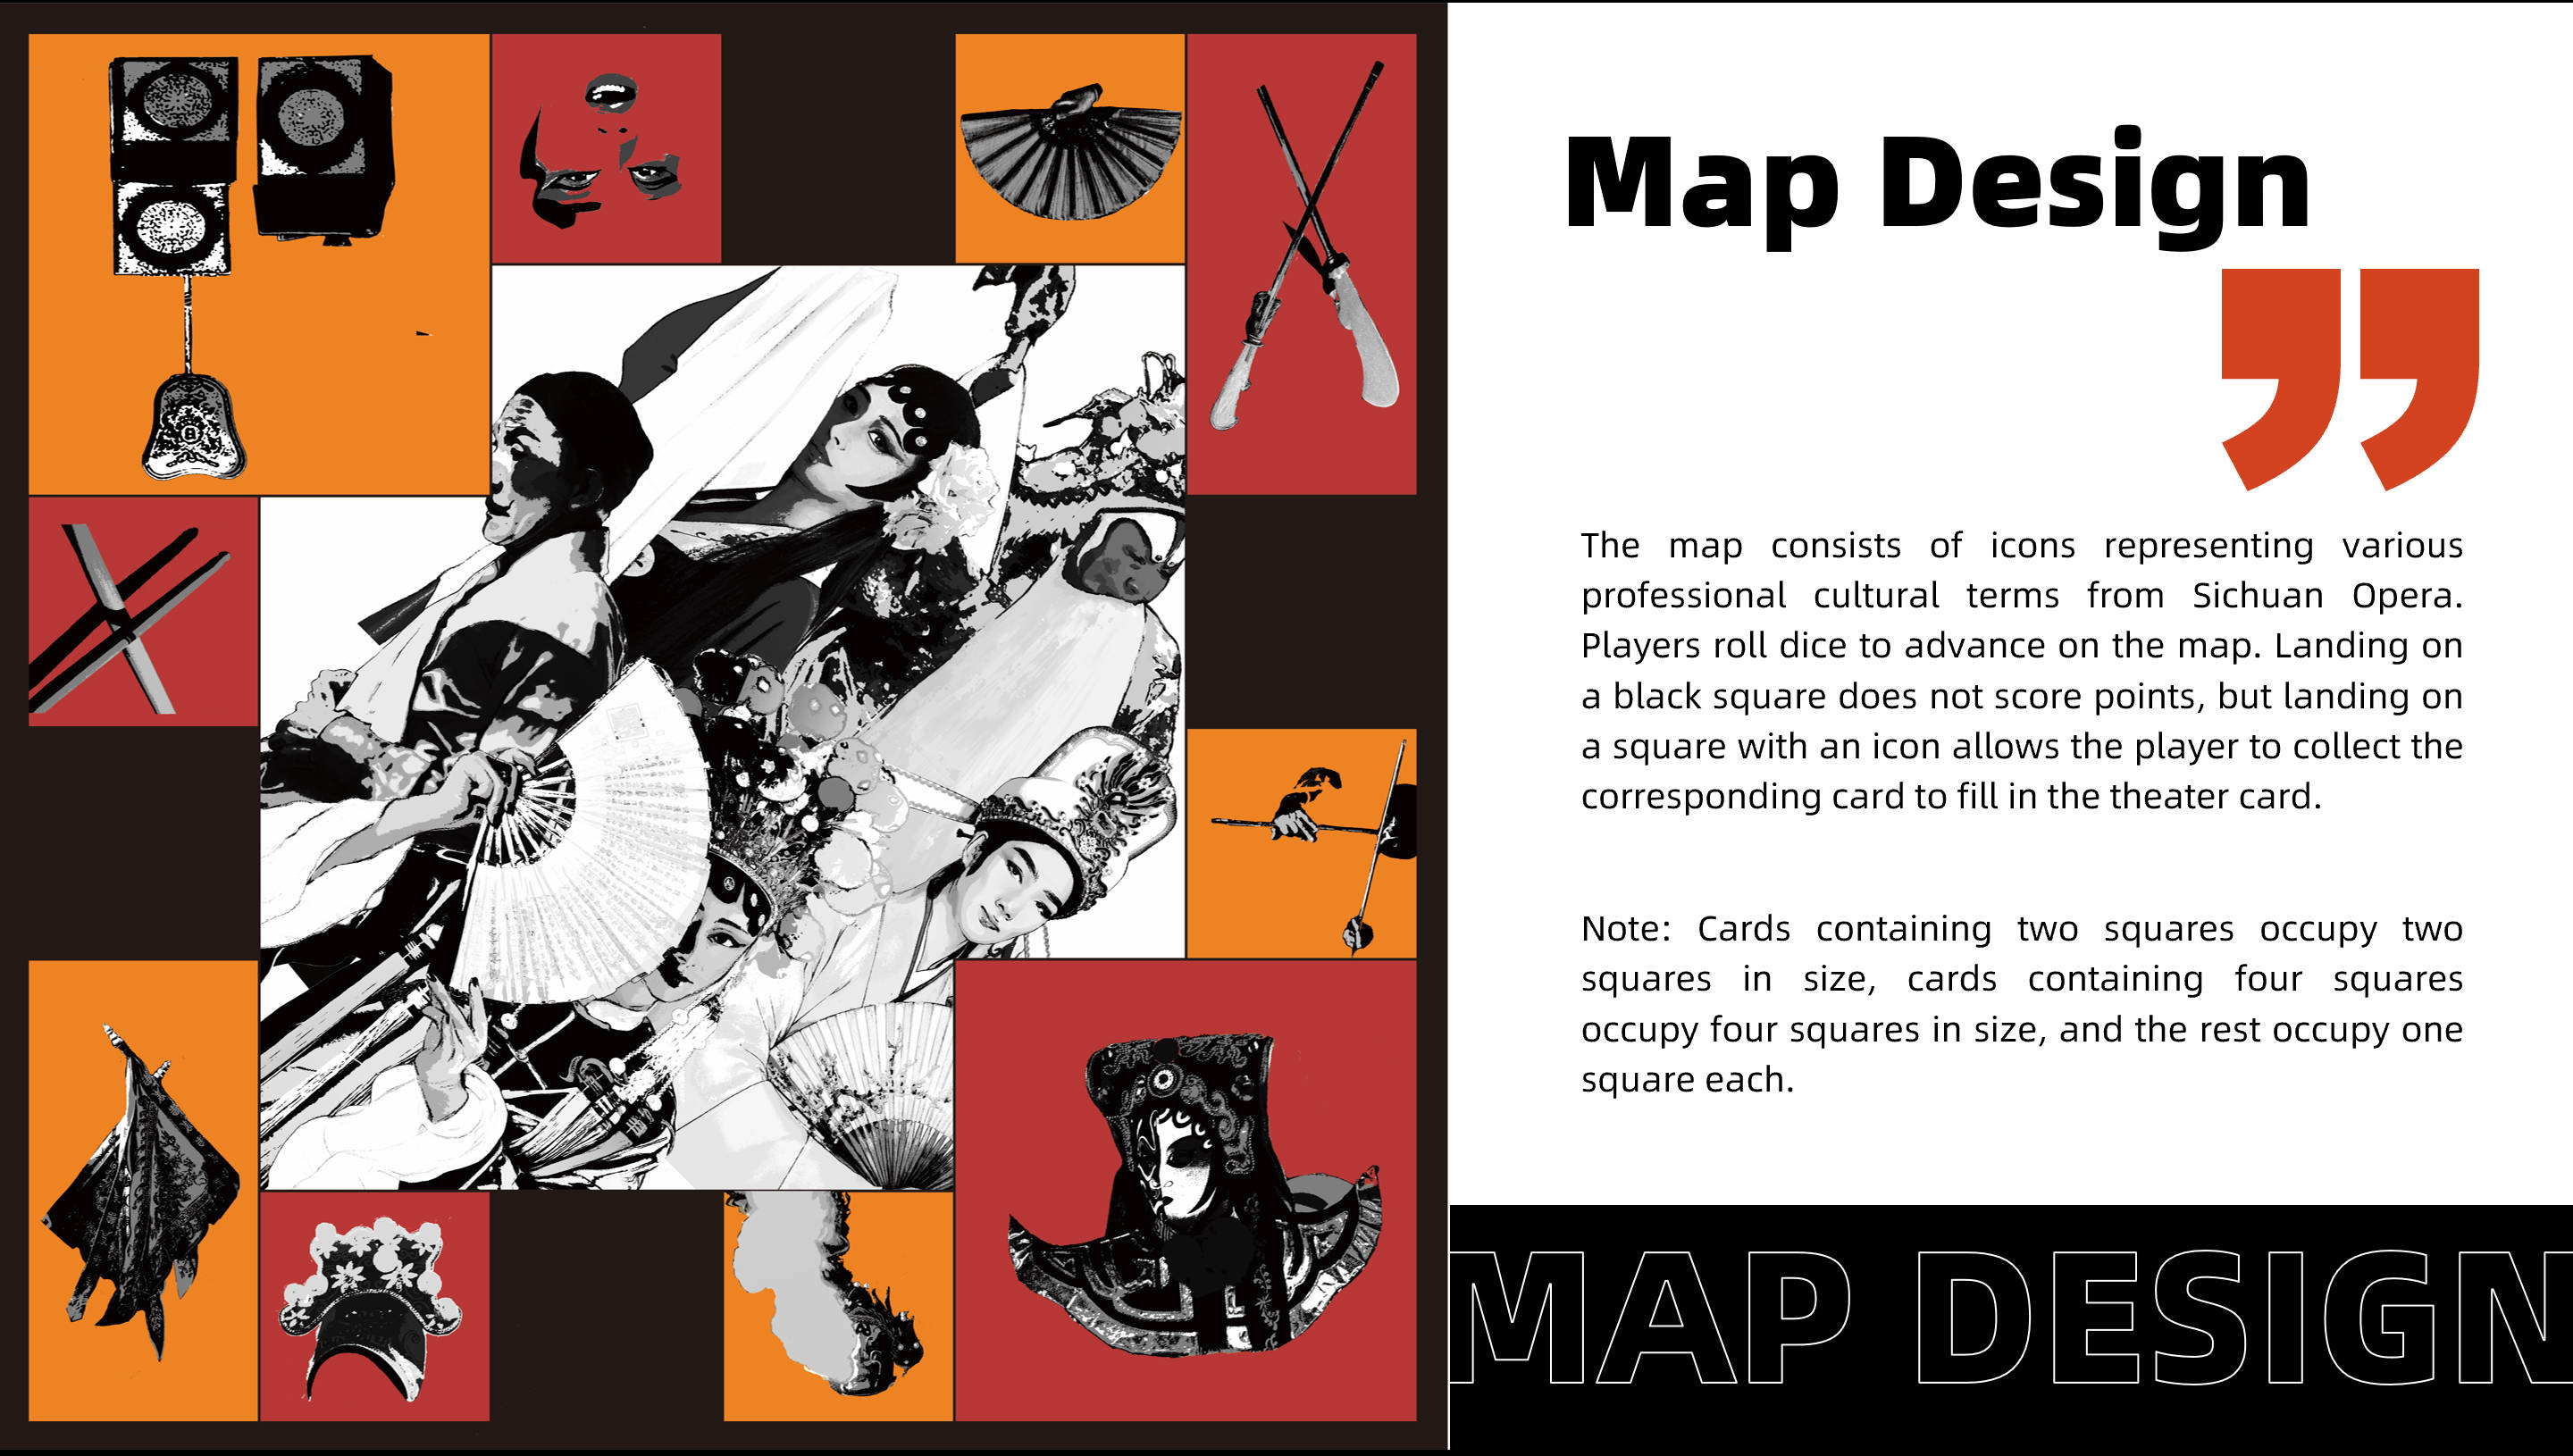 Map Design
The map consists of icons representing various
professional cultural terms from Sichuan Opera.
Players roll dice to advance on the map. Landing on
a black square does not score points, but landing on
a square with an icon allows the player to collect the
corresponding card to fill in the theater card.
Note: Cards containing two squares occupy two
squares in size, cards containing four squares
occupy four squares in size, and the rest occupy one
square each.
MAP DESIGN